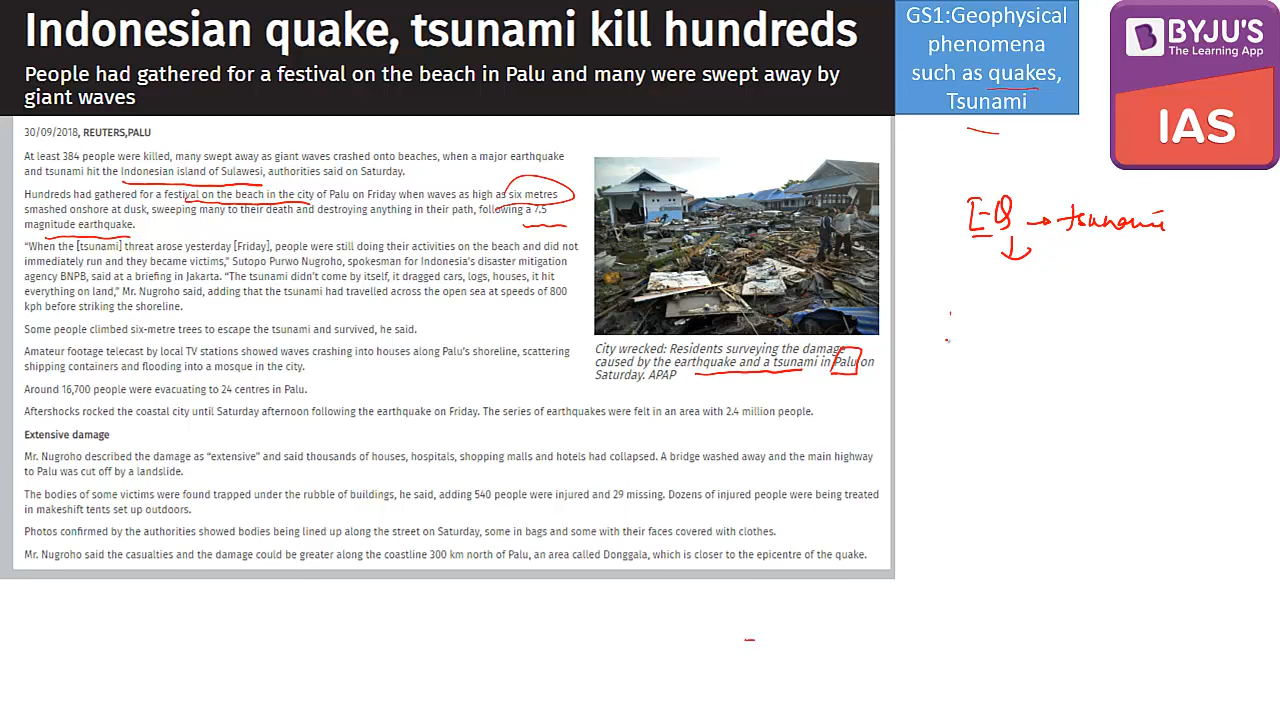 Indonesian quake, tsunami kill hundreds
People had gathered for a festival on the beach in Palu and many were swept away by
giant waves
GS1:Geophysical
phenomena
such as quakes,
Tsunami
BYJU'S
The Learning App
IAS
30/09/2018, REUTERS,PALU
At least 384 people were killed, many swept away as giant waves crashed onto beaches, when a major earthquake
and tsunami hit the Indonesian island of Sulawesi, authorities said on Saturday.
Hundreds had gathered for a festival on the beach in the city of Palu on Friday when waves as high as six metres
smashed onshore at dusk, sweeping many to their death and destroying anything in their path, following a 7.5
magnitude earthquake.
“When the [tsunami] threat arose yesterday [Friday], people were still doing their activities on the beach and did not
immediately run and they became victims,” Sutopo Purwo Nugroho, spokesman for Indonesia’s disaster mitigation
agency BNPB, said at a briefing in Jakarta. “The tsunami didn’t come by itself, it dragged cars, logs, houses, it hit
everything on land,” Mr. Nugroho said, adding that the tsunami had travelled across the open sea at speeds of 800
kph before striking the shoreline.
Some people climbed six-metre trees to escape the tsunami and survived, he said.
Amateur footage telecast by local TV stations showed waves crashing into houses along Palu’s shoreline, scattering
shipping containers and flooding into a mosque in the city.
Around 16,700 people were evacuated to 24 centres in Palu.
City wrecked: Residents surveying the damage
caused by the earthquake and a tsunami in Palu on
Saturday. APAP
Aftershocks rocked the coastal city until Saturday afternoon following the earthquake on Friday. The series of earthquakes were felt in an area with 2.4 million people.
Extensive damage
Mr. Nugroho described the damage as “extensive” and said thousands of houses, hospitals, shopping malls and hotels had collapsed. A bridge washed away and the main highway
to Palu was cut off by a landslide.
The bodies of some victims were found trapped under the rubble of buildings, he said, adding 540 people were injured and 29 missing. Dozens of injured people were being treated
in makeshift tents set up outdoors.
Photos confirmed by the authorities showed bodies being lined up along the street on Saturday, some in bags and some with their faces covered with clothes.
Mr. Nugroho said the casualties and the damage could be greater along the coastline 300 km north of Palu, an area called Donggala, which is closer to the epicentre of the quake.
E-Q → tsunami